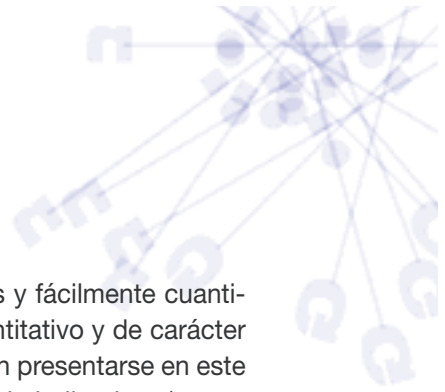 s y fácilmente cuanti-
ntitativo y de carácter
n presentarse en este